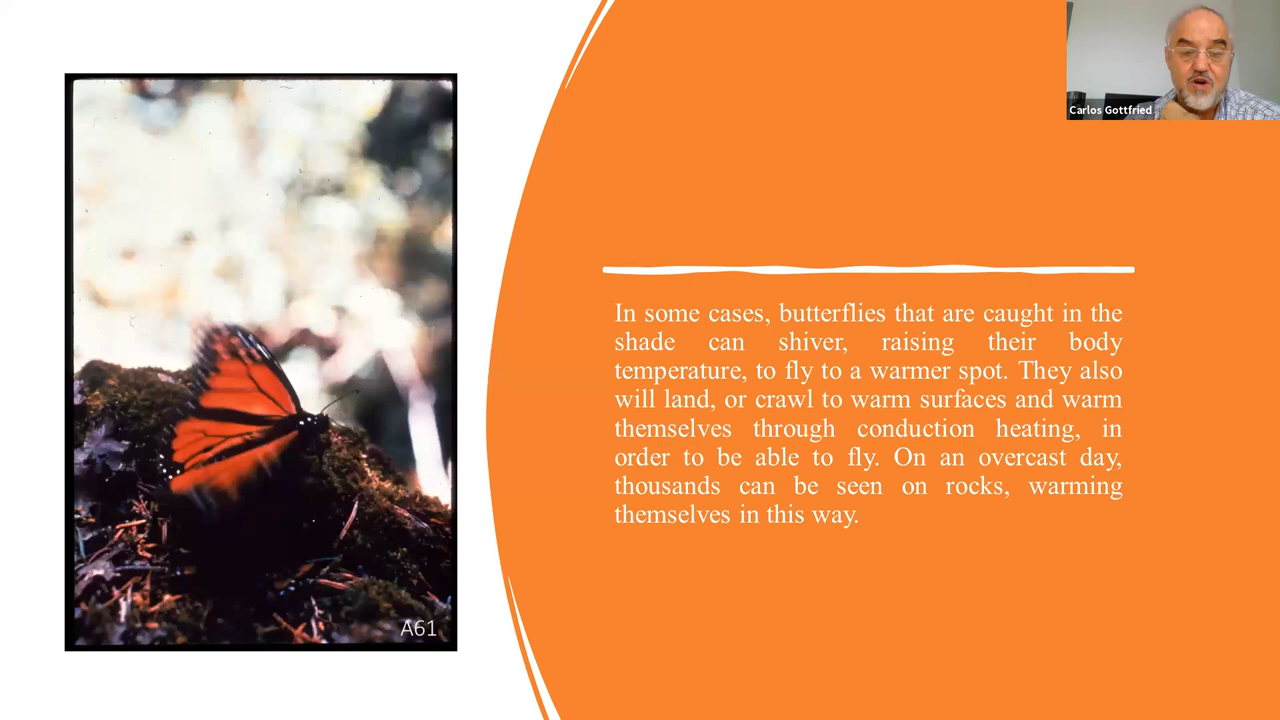 Carlos Gottfried
In some cases, butterflies that are caught in the
shade can shiver, raising their body
temperature, to fly to a warmer spot. They also
will land, or crawl to warm surfaces and warm
themselves through conduction heating, in
order to be able to fly. On an overcast day,
thousands can be seen on rocks, warming
themselves in this way.
A61